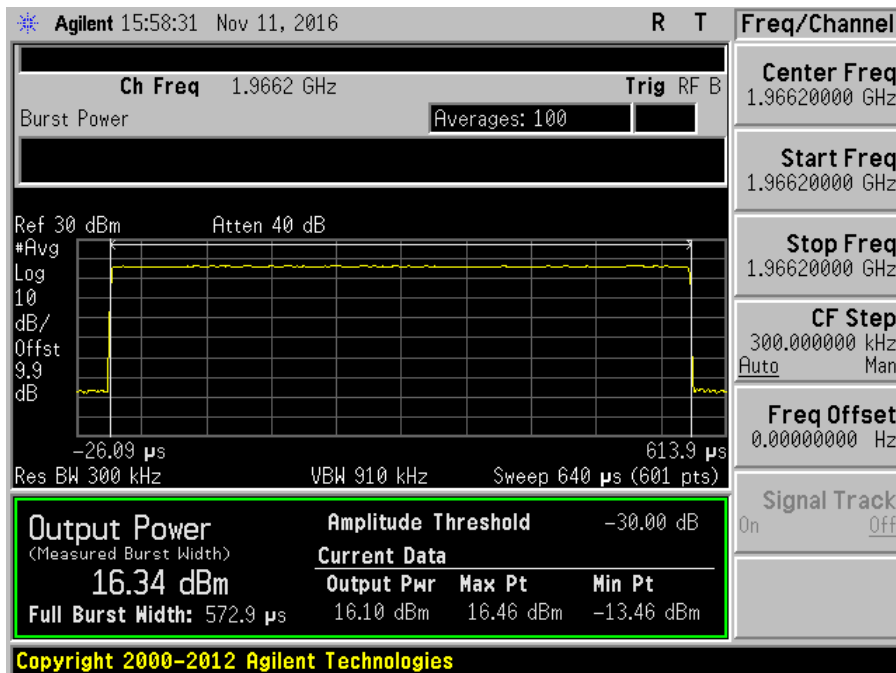 Agilent 15:58:31 Nov 11, 2016 R T
Freq/Channel
Ch Freq 1.9662 GHz Trig RF B
Burst Power Averages: 100
Ref 30 dBm Atten 40 dB
#Avg
Log
10
dB/
Offst
9.9
dB
-26.09 µs 613.9 µs
Res BW 300 kHz VBW 910 kHz Sweep 640 µs (601 pts)
Output Power
(Measured Burst Width)
16.34 dBm
Full Burst Width: 572.9 µs
Amplitude Threshold -30.00 dB
Current Data
Output Pwr Max Pt Min Pt
16.10 dBm 16.46 dBm -13.46 dBm
Center Freq
1.96620000 GHz
Start Freq
1.96620000 GHz
Stop Freq
1.96620000 GHz
CF Step
300.000000 kHz
Auto Man
Freq Offset
0.00000000 Hz
Signal Track
On Off
Copyright 2000-2012 Agilent Technologies